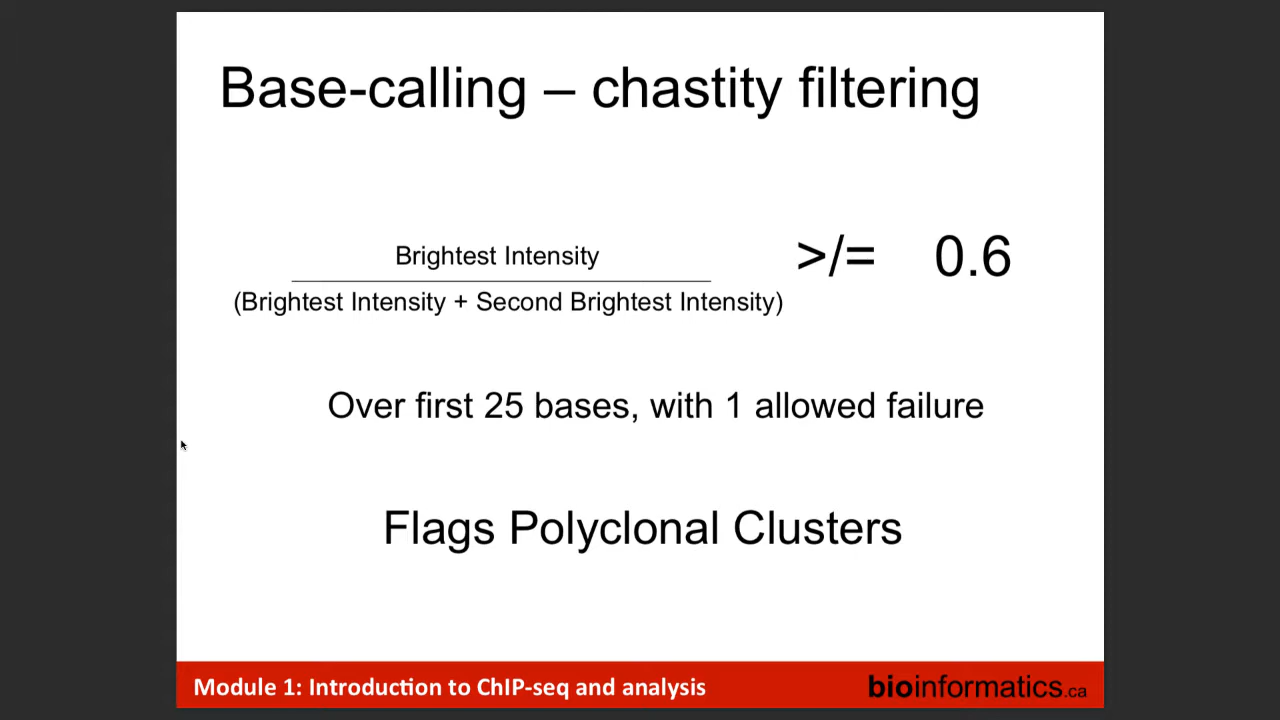 Base-calling – chastity filtering
Brightest Intensity
(Brightest Intensity + Second Brightest Intensity)
>/= 0.6
Over first 25 bases, with 1 allowed failure
Flags Polyclonal Clusters
Module 1: Introduction to ChIP-seq and analysis
bioinformatics.ca